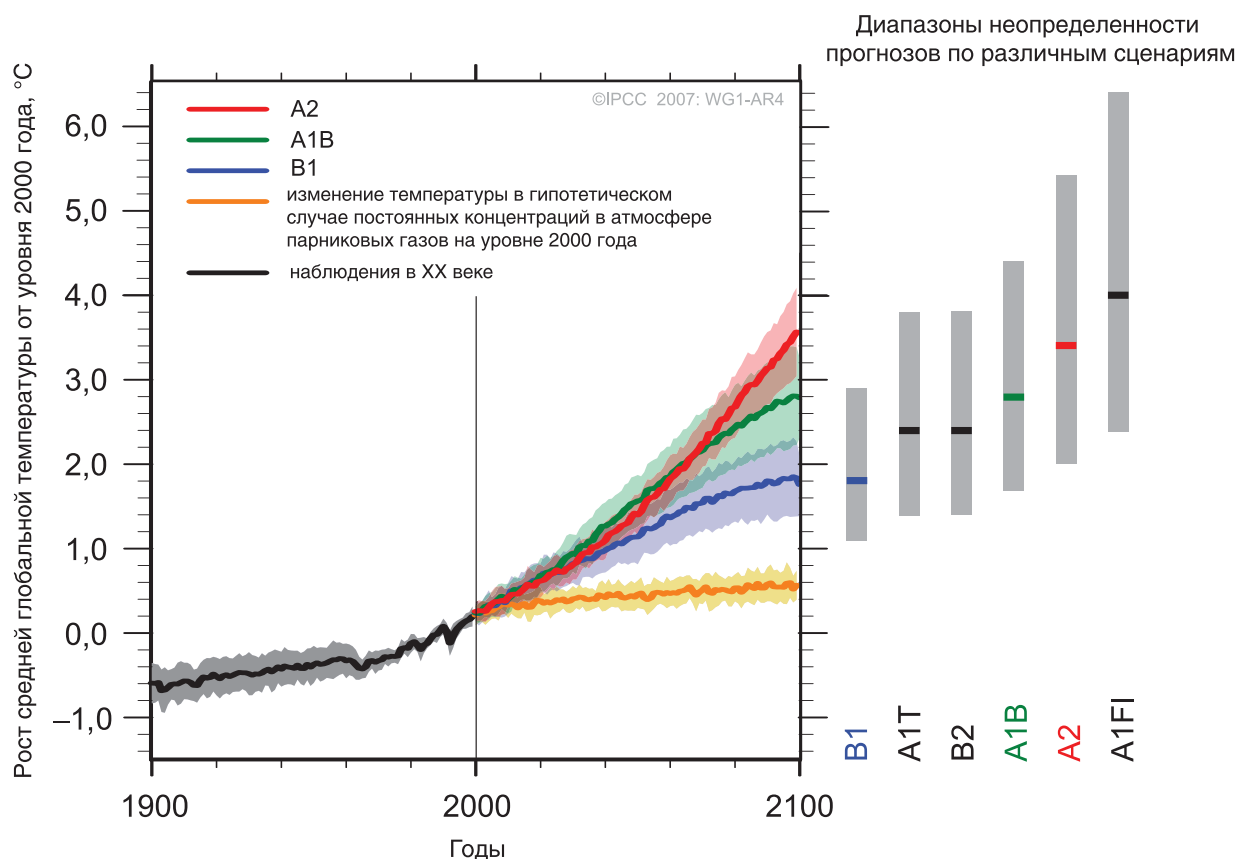 Диапазоны неопределенности
прогнозов по различным сценариям
Рост средней глобальной температуры от уровня 2000 года, °C
©IPCC 2007: WG1-AR4
A2
A1B
B1
изменение температуры в гипотетическом
случае постоянных концентраций в атмосфере
парниковых газов на уровне 2000 года
наблюдения в XX веке
6,0
5,0
4,0
3,0
2,0
1,0
0,0
–1,0
1900
2000
2100
Годы
B1
A1T
B2
A1B
A2
A1FI